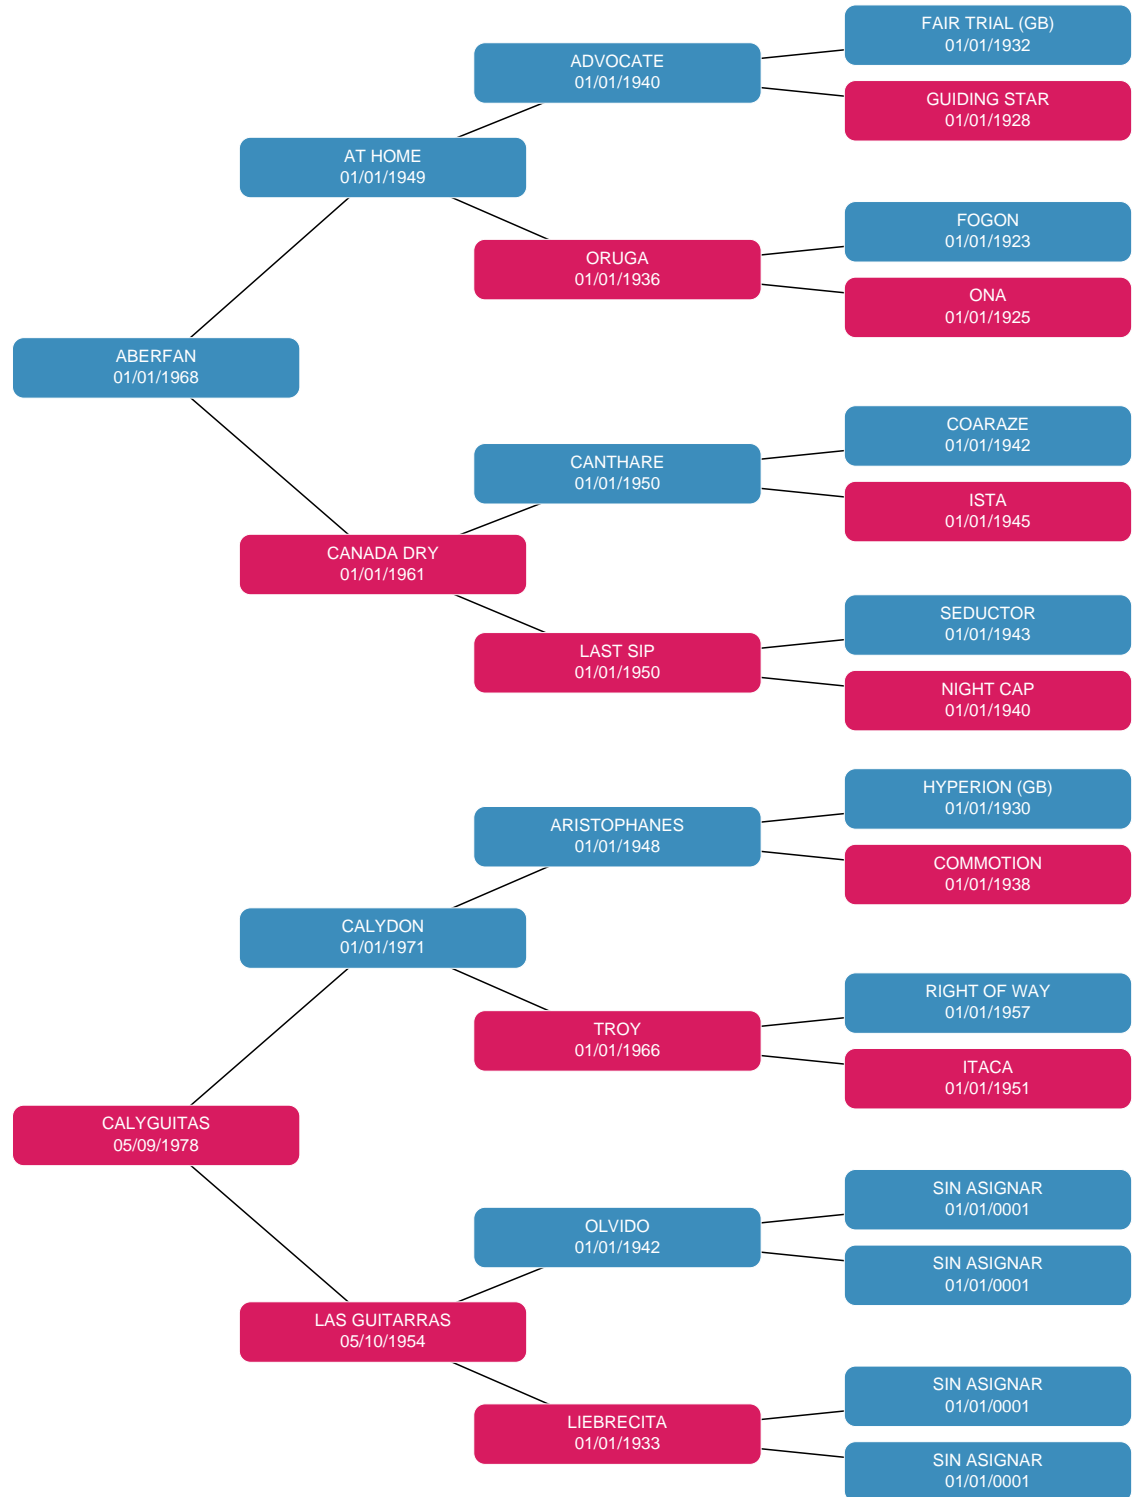 FAIR TRIAL (GB)
01/01/1932
ADVOCATE
01/01/1940
GUIDING STAR
01/01/1928
AT HOME
01/01/1949
FOGON
01/01/1923
ORUGA
01/01/1936
ONA
01/01/1925
ABERFAN
01/01/1968
COARAZE
01/01/1942
CANTHARE
01/01/1950
ISTA
01/01/1945
CANADA DRY
01/01/1961
SEDUCTOR
01/01/1943
LAST SIP
01/01/1950
NIGHT CAP
01/01/1940
HYPERION (GB)
01/01/1930
ARISTOPHANES
01/01/1948
COMMOTION
01/01/1938
CALYDON
01/01/1971
RIGHT OF WAY
01/01/1957
TROY
01/01/1966
ITACA
01/01/1951
CALYGUITAS
05/09/1978
SIN ASIGNAR
01/01/0001
OLVIDO
01/01/1942
SIN ASIGNAR
01/01/0001
LAS GUITARRAS
05/10/1954
SIN ASIGNAR
01/01/0001
LIEBRECITA
01/01/1933
SIN ASIGNAR
01/01/0001